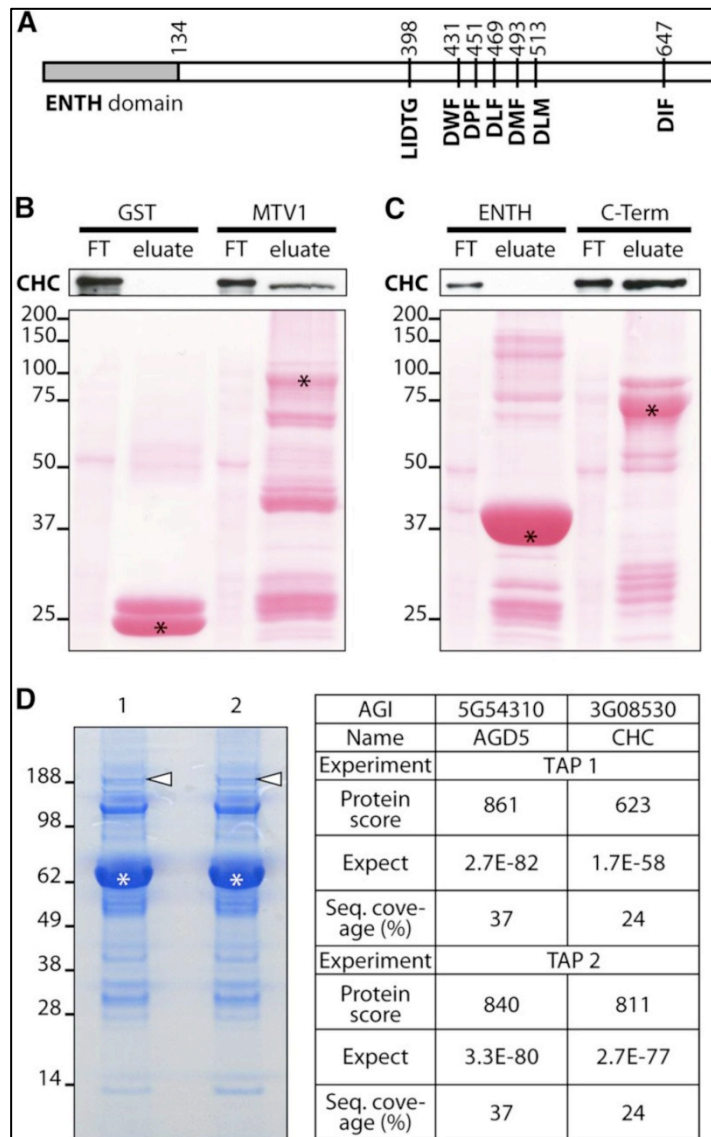 A
134
398
431
451
469
493
513
647
ENTH domain
LIDTG
DWF
DPF
DLF
DMF
DLM
DIF
B
GST MTV1
FT eluate FT eluate
CHC
200
150
100
75
50
37
25
*
*
C
ENTH C-Term
FT eluate FT eluate
CHC
200
150
100
75
50
37
25
*
*
D
1 2
188
98
62
49
38
28
14
* *
AGI 5G54310 3G08530
Name AGD5 CHC
Experiment TAP 1
Protein score 861 623
Expect 2.7E-82 1.7E-58
Seq. cove-
age (%) 37 24
Experiment TAP 2
Protein score 840 811
Expect 3.3E-80 2.7E-77
Seq. cove-
age (%) 37 24